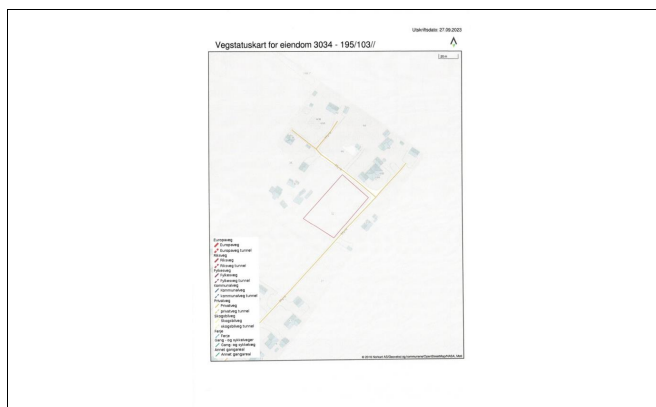 Utskriftsdato: 27.09.2023
Vegstatuskart for eiendom 3034 - 195/103//
Europaveg
Europaveg
Europaveg tunnel
Riksveg
Riksveg
Riksveg tunnel
Fylkesveg
Fylkesveg
Fylkesveg tunnel
Kommunalveg
Kommunalveg
Kommunalveg tunnel
Privatveg
Privatveg
privatveg tunnel
Skogsbilveg
Skogsbilveg
skogsbilveg tunnel
Ferje
Ferje
Gang - og sykkelveger
Gang- og sykkelveg
Annet gangareal
Annet gangareal